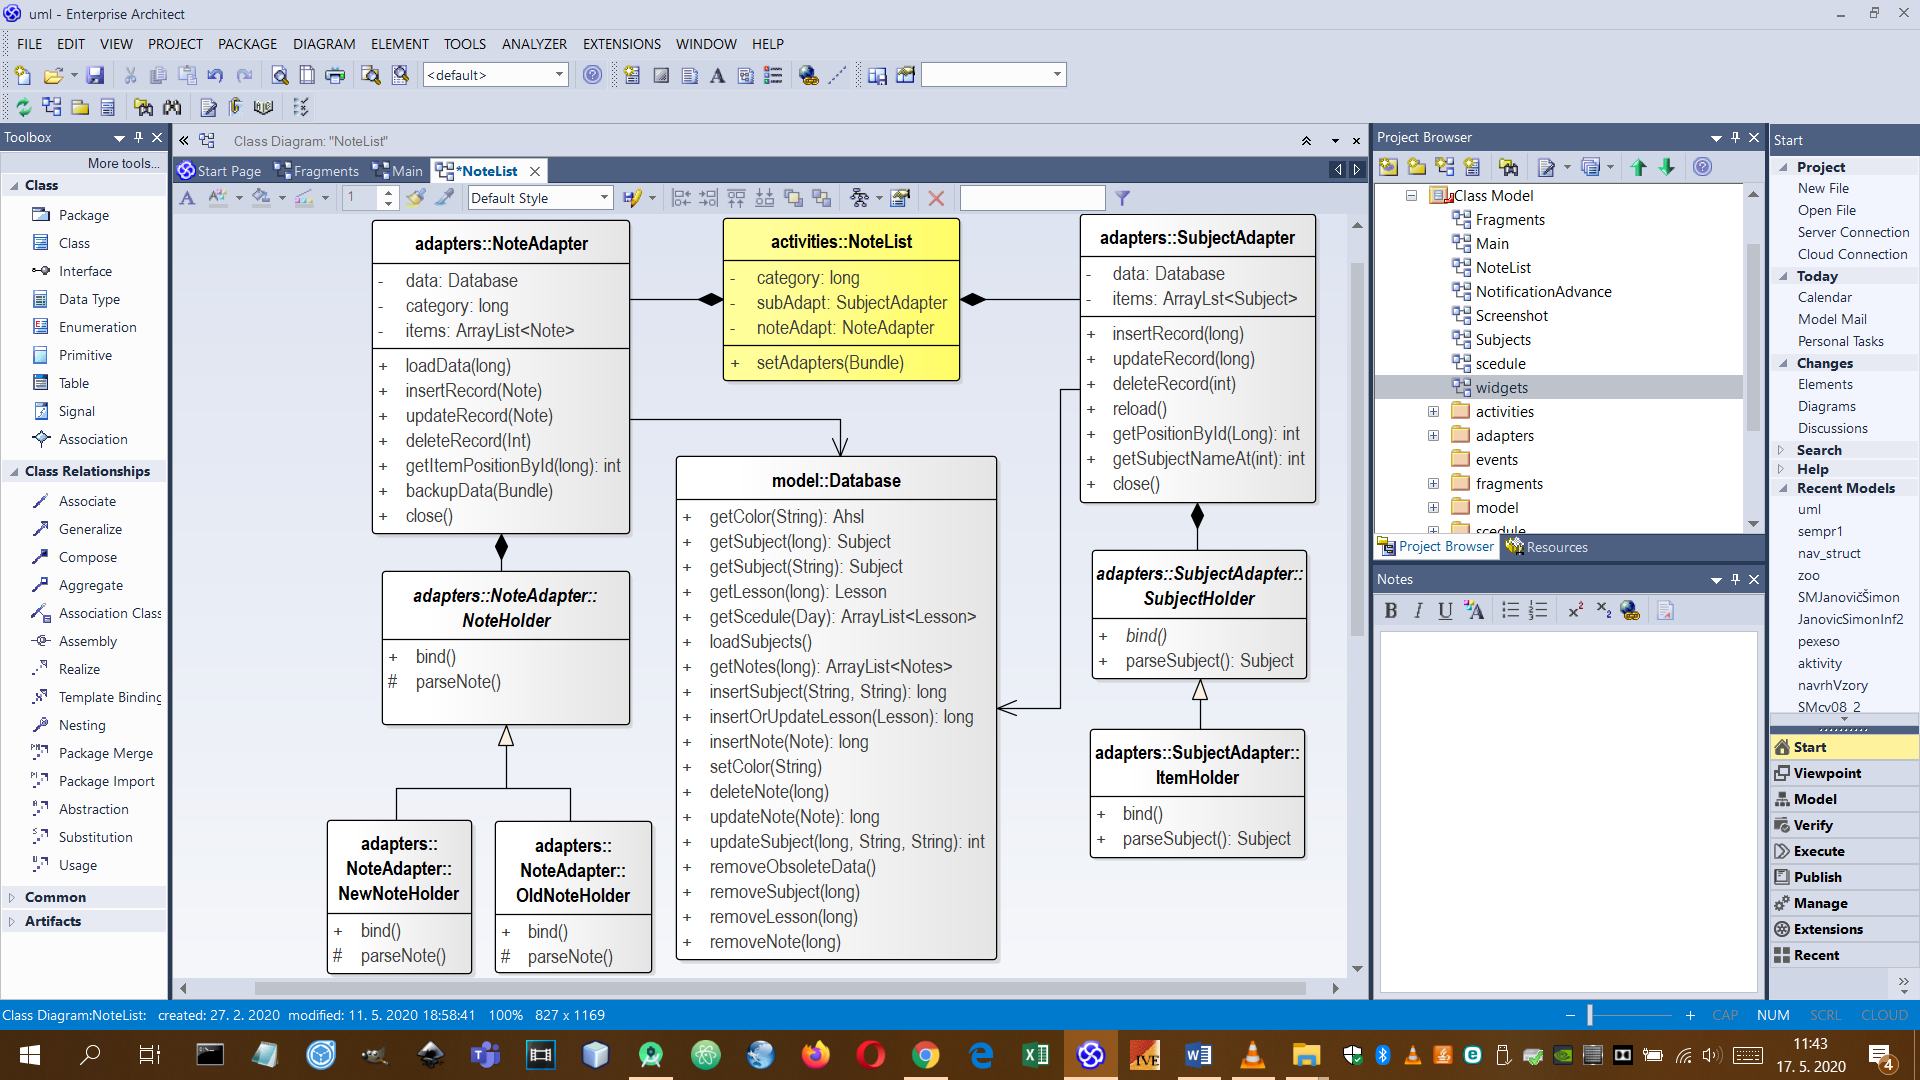 uml - Enterprise Architect
FILE EDIT VIEW PROJECT PACKAGE DIAGRAM ELEMENT TOOLS ANALYZER EXTENSIONS WINDOW HELP
<default>
Toolbox
More tools...
Class
Package
Class
Interface
Data Type
Enumeration
Primitive
Table
Signal
Association
Class Relationships
Associate
Generalize
Compose
Aggregate
Association Class
Assembly
Realize
Template Binding
Nesting
Package Merge
Package Import
Abstraction
Substitution
Usage
Common
Artifacts
Class Diagram: "NoteList"
Start Page Fragments Main *NoteList
1 Default Style
adapters::NoteAdapter
- data: Database
- category: long
- items: ArrayList<Note>
+ loadData(long)
+ insertRecord(Note)
+ updateRecord(Note)
+ deleteRecord(Int)
+ getItemPositionById(long): int
+ backupData(Bundle)
+ close()
activities::NoteList
- category: long
- subAdapt: SubjectAdapter
- noteAdapt: NoteAdapter
+ setAdapters(Bundle)
adapters::SubjectAdapter
- data: Database
- items: ArrayLst<Subject>
+ insertRecord(long)
+ updateRecord(long)
+ deleteRecord(int)
+ reload()
+ getPositionById(Long): int
+ getSubjectNameAt(int): int
+ close()
model::Database
+ getColor(String): Ahsl
+ getSubject(long): Subject
+ getSubject(String): Subject
+ getLesson(long): Lesson
+ getScedule(Day): ArrayList<Lesson>
+ loadSubjects()
+ getNotes(long): ArrayList<Notes>
+ insertSubject(String, String): long
+ insertOrUpdateLesson(Lesson): long
+ insertNote(Note): long
+ setColor(String)
+ deleteNote(long)
+ updateNote(Note): long
+ updateSubject(long, String, String): int
+ removeObsoleteData()
+ removeSubject(long)
+ removeLesson(long)
+ removeNote(long)
adapters::NoteAdapter::
NoteHolder
+ bind()
# parseNote()
adapters::SubjectAdapter::
SubjectHolder
+ bind()
+ parseSubject(): Subject
adapters::SubjectAdapter::
ItemHolder
+ bind()
+ parseSubject(): Subject
adapters::
NoteAdapter::
NewNoteHolder
+ bind()
# parseNote()
adapters::
NoteAdapter::
OldNoteHolder
+ bind()
# parseNote()
Project Browser
Class Model
Fragments
Main
NoteList
NotificationAdvance
Screenshot
Subjects
scedule
widgets
activities
adapters
events
fragments
model
scedule
Project Browser Resources
Notes
B I U A x² x₂
Start
Project
New File
Open File
Server Connection
Cloud Connection
Today
Calendar
Model Mail
Personal Tasks
Changes
Elements
Diagrams
Discussions
Search
Help
Recent Models
uml
sempr1
nav_struct
zoo
SMJanovičŠimon
JanovicSimonInf2
pexeso
aktivity
navrhVzory
SMcv08_2
Start
Viewpoint
Model
Verify
Execute
Publish
Manage
Extensions
Recent
Class Diagram:NoteList: created: 27. 2. 2020 modified: 11. 5. 2020 18:58:41 100% 827 x 1169
CAP NUM SCRL CLOUD
IVE
11:43
17. 5. 2020
4